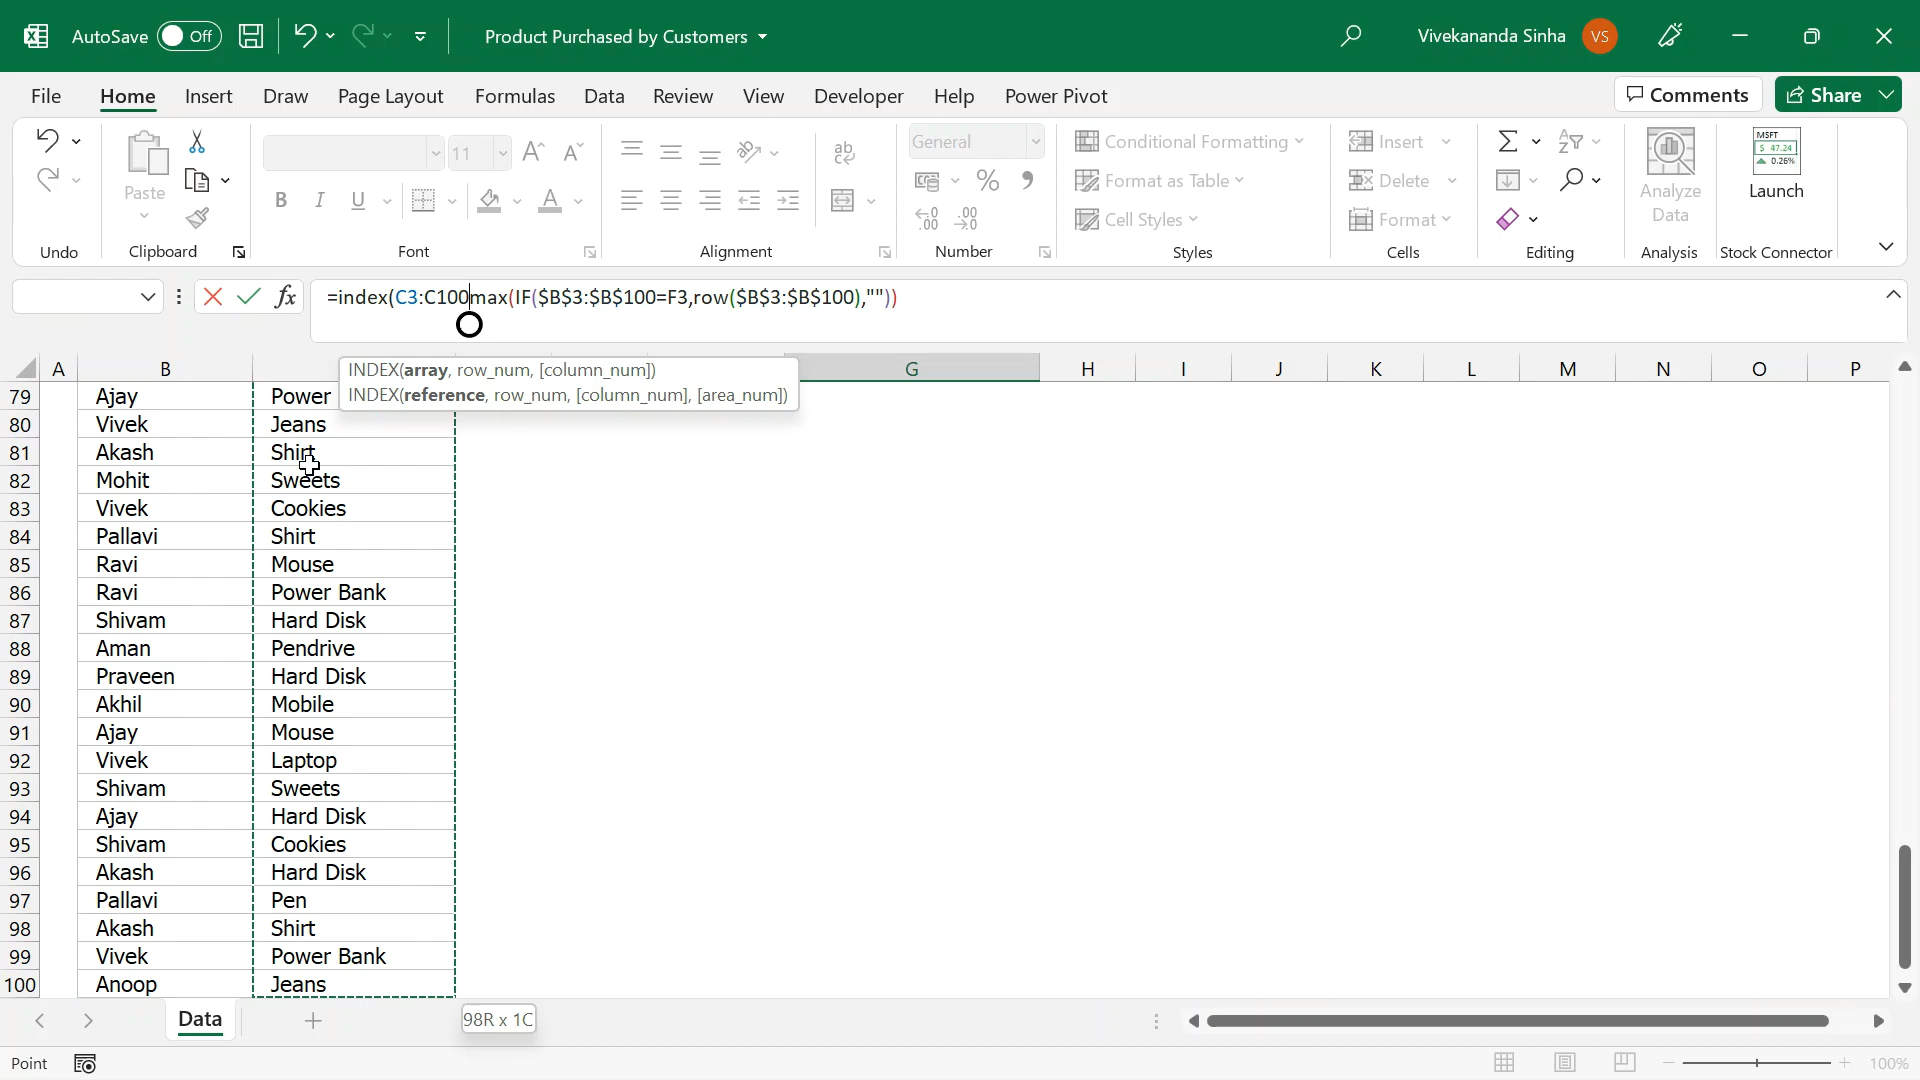 AutoSave Off Product Purchased by Customers Vivekananda Sinha VS
File Home Insert Draw Page Layout Formulas Data Review View Developer Help Power Pivot Comments Share
Paste
B I U
11
A A
A
ab
General
% ,
Conditional Formatting
Format as Table
Cell Styles
Insert
Delete
Format
Analyze
Data
MSFT
$ 47.24
0.26%
Launch
Undo Clipboard Font Alignment Number Styles Cells Editing Analysis Stock Connector
fx =index(C3:C100max(IF($B$3:$B$100=F3,row($B$3:$B$100),""))
INDEX(array, row_num, [column_num])
INDEX(reference, row_num, [column_num], [area_num])
A B G H I J K L M N O P
79 Ajay Power
80 Vivek Jeans
81 Akash Shirt
82 Mohit Sweets
83 Vivek Cookies
84 Pallavi Shirt
85 Ravi Mouse
86 Ravi Power Bank
87 Shivam Hard Disk
88 Aman Pendrive
89 Praveen Hard Disk
90 Akhil Mobile
91 Ajay Mouse
92 Vivek Laptop
93 Shivam Sweets
94 Ajay Hard Disk
95 Shivam Cookies
96 Akash Hard Disk
97 Pallavi Pen
98 Akash Shirt
99 Vivek Power Bank
100 Anoop Jeans
Data 98R x 1C
Point 100%